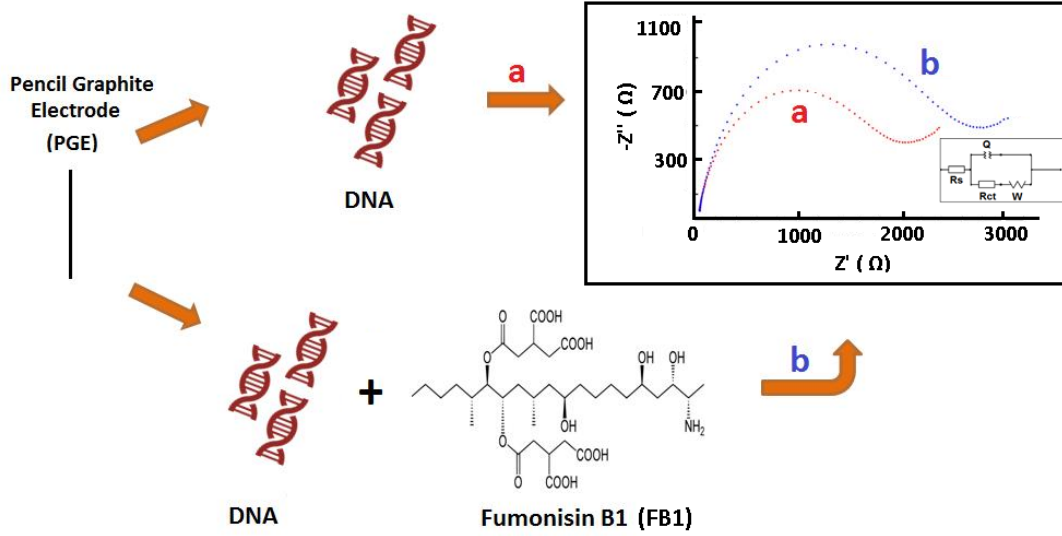 Pencil Graphite
Electrode
(PGE)
DNA
a
1100
700
300
-Z'' ( Ω)
b
a
Q
Rs
Rct
W
0
1000
2000
3000
Z' ( Ω)
DNA
+
O
COOH
COOH
O
OH
OH
OH
NH₂
O
O
COOH
COOH
Fumonisin B1 (FB1)
b